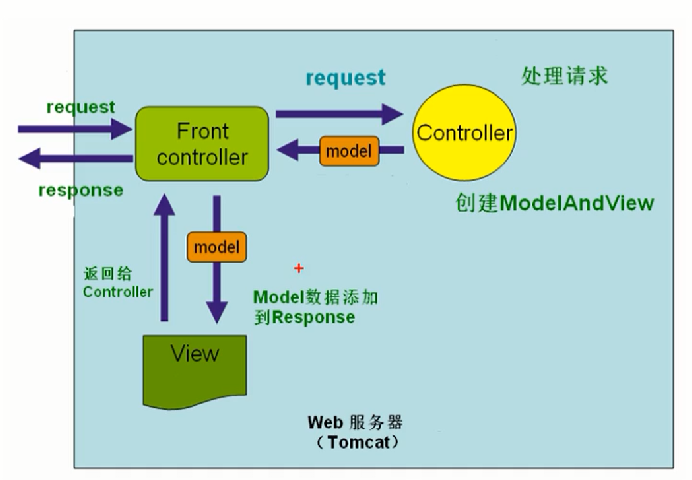 request
处理请求
request
Front
controller
Controller
model
response
创建ModelAndView
model
返回给
Controller
Model数据添加
到Response
View
Web 服务器
（Tomcat）